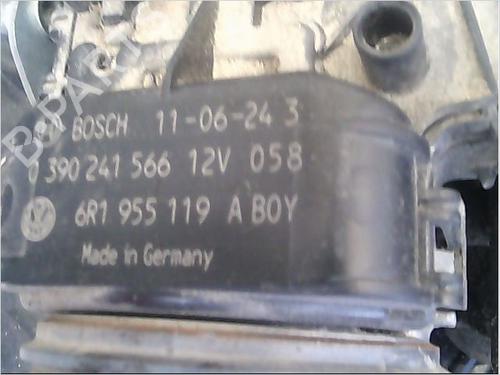 BOSCH 11-06-24 3
0 390 241 566 12V 058
6R1 955 119 A BOY
Made in Germany